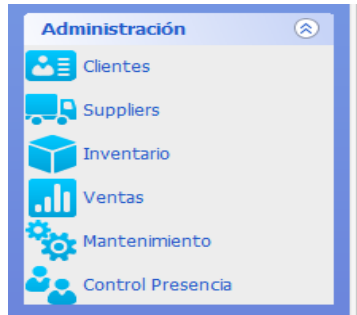 Administración
Clientes
Suppliers
Inventario
Ventas
Mantenimiento
Control Presencia